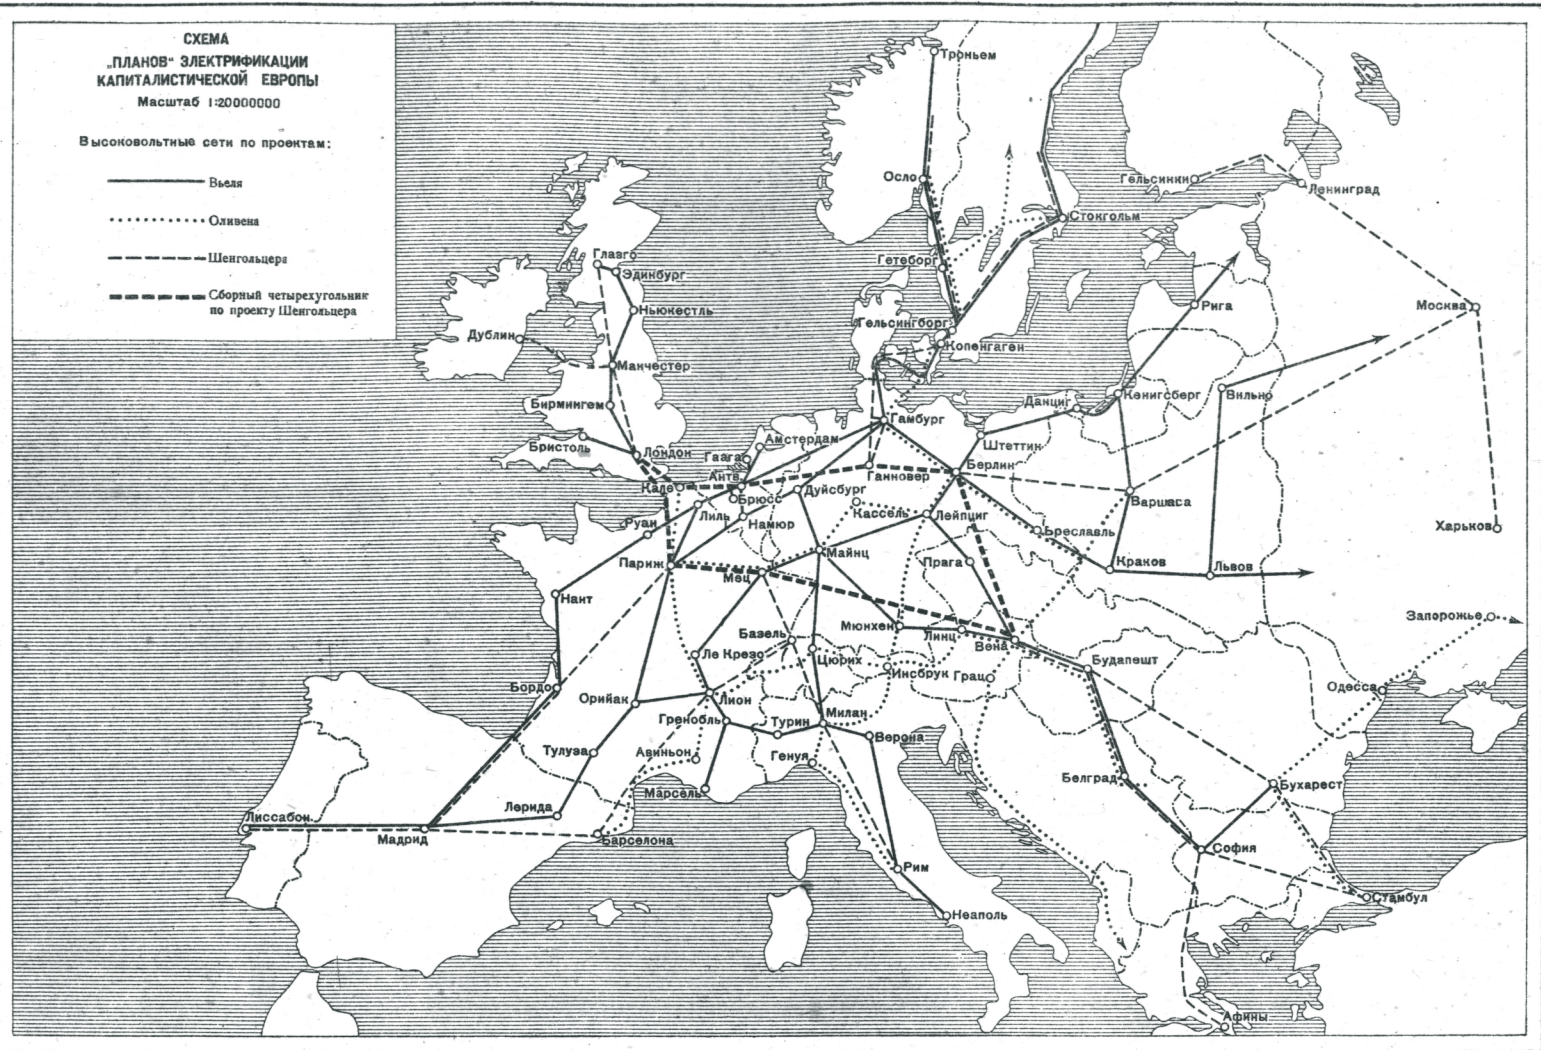 СХЕМА
„ПЛАНОВ“ ЭЛЕКТРИФИКАЦИИ
КАПИТАЛИСТИЧЕСКОЙ ЕВРОПЫ
Масштаб 1:20000000
Высоковольтные сети по проектам:
Вьеля
Оливена
Шенгольцера
Сборный четырехугольник
по проекту Шенгольцера
Троньем
Осло
Гельсинки
Ленинград
Стокгольм
Глазго
Гетеборг
Эдинбург
Ньюкестль
Рига
Москва
Гельсингборг
Дублин
Копенгаген
Манчестер
Кенигсберг
Вильно
Данциг
Бирмингем
Гамбург
Штеттин
Амстердам
Бристоль
Лондон
Гаага
Берлин
Антв.
Ганновер
Кале
Дуйсбург
Брюсс
Варшаса
Лиль
Кассель
Лейпциг
Руан
Намюр
Харьков
Бреславль
Майнц
Париж
Прага
Краков
Львов
Мец
Нант
Запорожье
Мюнхен
Базель
Линц
Вена
Ле Крезо
Цюрих
Будапешт
Инсбрук
Грац
Бордо
Орийак
Лион
Одесса
Гренобль
Турин
Милан
Верона
Тулуза
Авиньон
Генуя
Белград
Бухарест
Марсель
Лерида
Лиссабон
Мадрид
Барселона
София
Рим
Стамбул
Неаполь
Афины